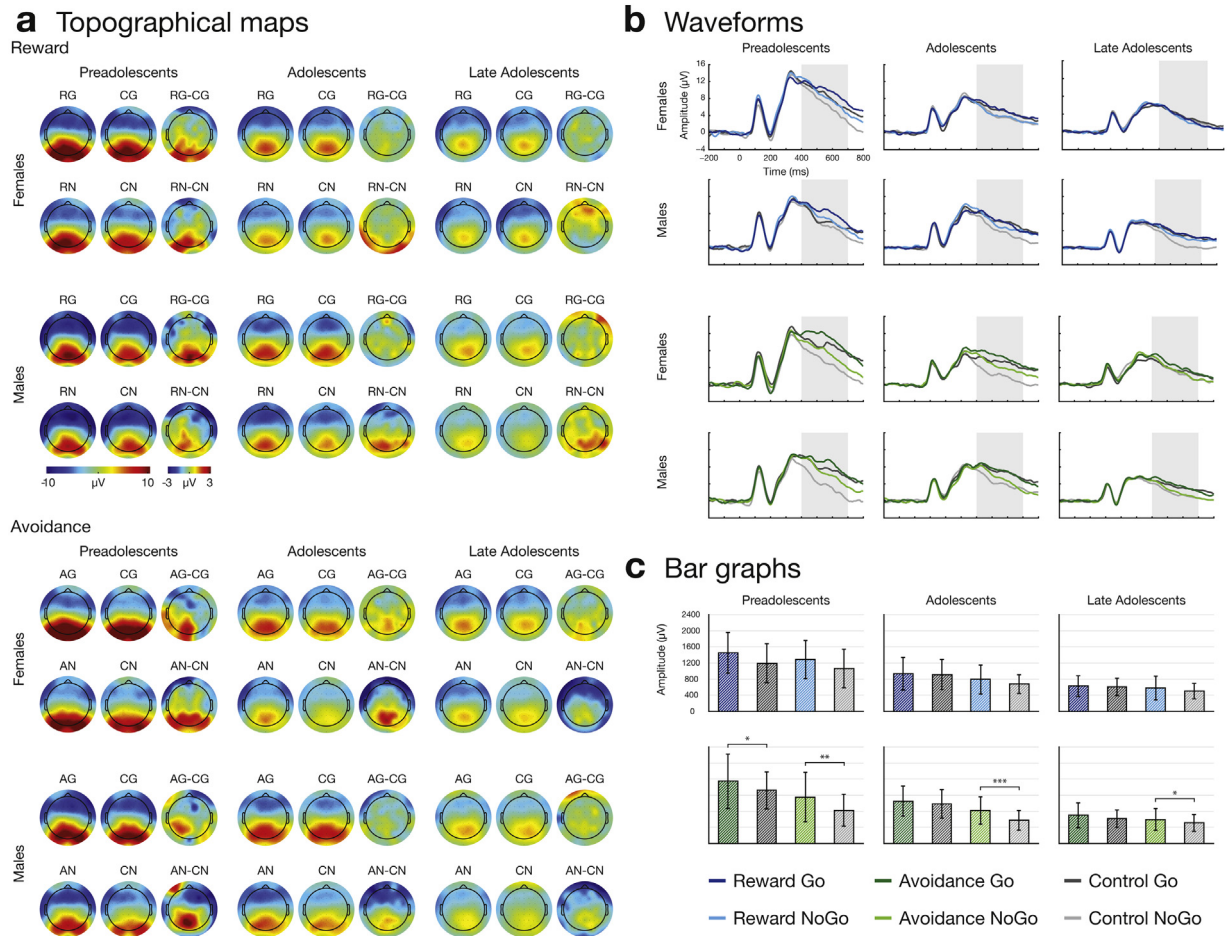 a Topographical maps
Reward
Preadolescents Adolescents Late Adolescents
RG CG RG-CG RG CG RG-CG RG CG RG-CG
Females
RN CN RN-CN RN CN RN-CN RN CN RN-CN
RG CG RG-CG RG CG RG-CG RG CG RG-CG
Males
RN CN RN-CN RN CN RN-CN RN CN RN-CN
-10 μV 10 -3 μV 3
Avoidance
Preadolescents Adolescents Late Adolescents
AG CG AG-CG AG CG AG-CG AG CG AG-CG
Females
AN CN AN-CN AN CN AN-CN AN CN AN-CN
AG CG AG-CG AG CG AG-CG AG CG AG-CG
Males
AN CN AN-CN AN CN AN-CN AN CN AN-CN
b Waveforms
Preadolescents Adolescents Late Adolescents
Females
Amplitude (μV)
16
12
8
4
0
−4
−200 0 200 400 600 800
Time (ms)
Males
Females
Males
c Bar graphs
Preadolescents Adolescents Late Adolescents
Amplitude (μV)
2400
2000
1600
1200
800
400
0
* ** *** *
Reward Go Avoidance Go Control Go
Reward NoGo Avoidance NoGo Control NoGo